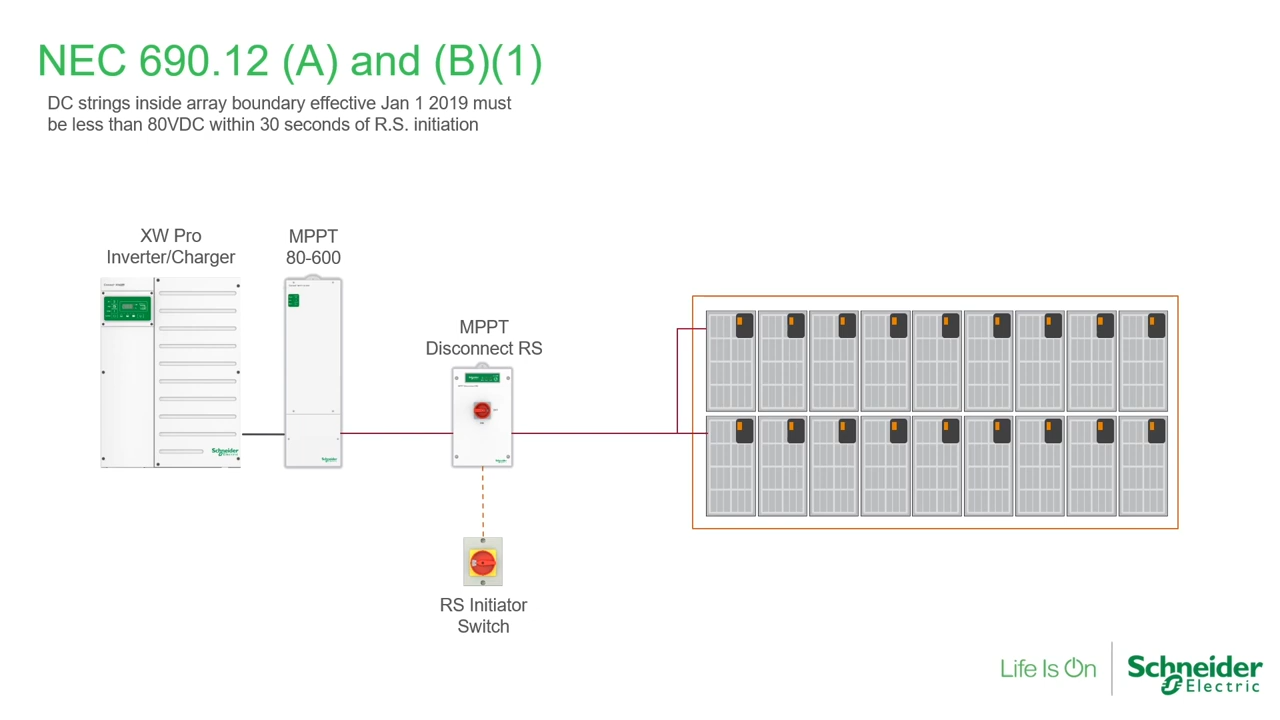 NEC 690.12 (A) and (B)(1)
DC strings inside array boundary effective Jan 1 2019 must
be less than 80VDC within 30 seconds of R.S. initiation
XW Pro
Inverter/Charger
MPPT
80-600
MPPT
Disconnect RS
Schneider
Electric
RS Initiator
Switch
Life Is On
Schneider
Electric